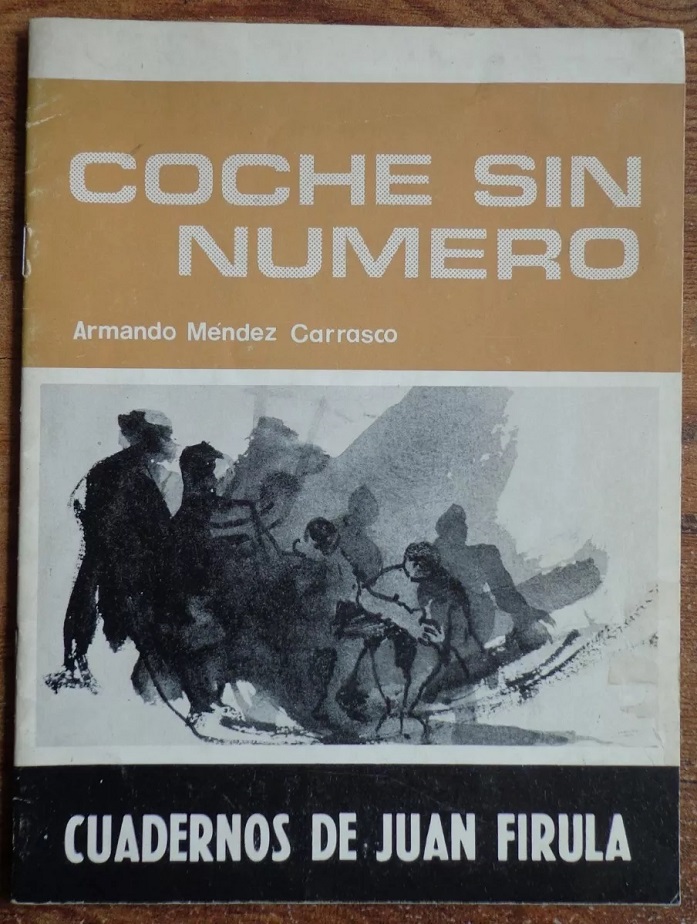 COCHE SIN
NUMERO
Armando Méndez Carrasco
CUADERNOS DE JUAN FIRULA